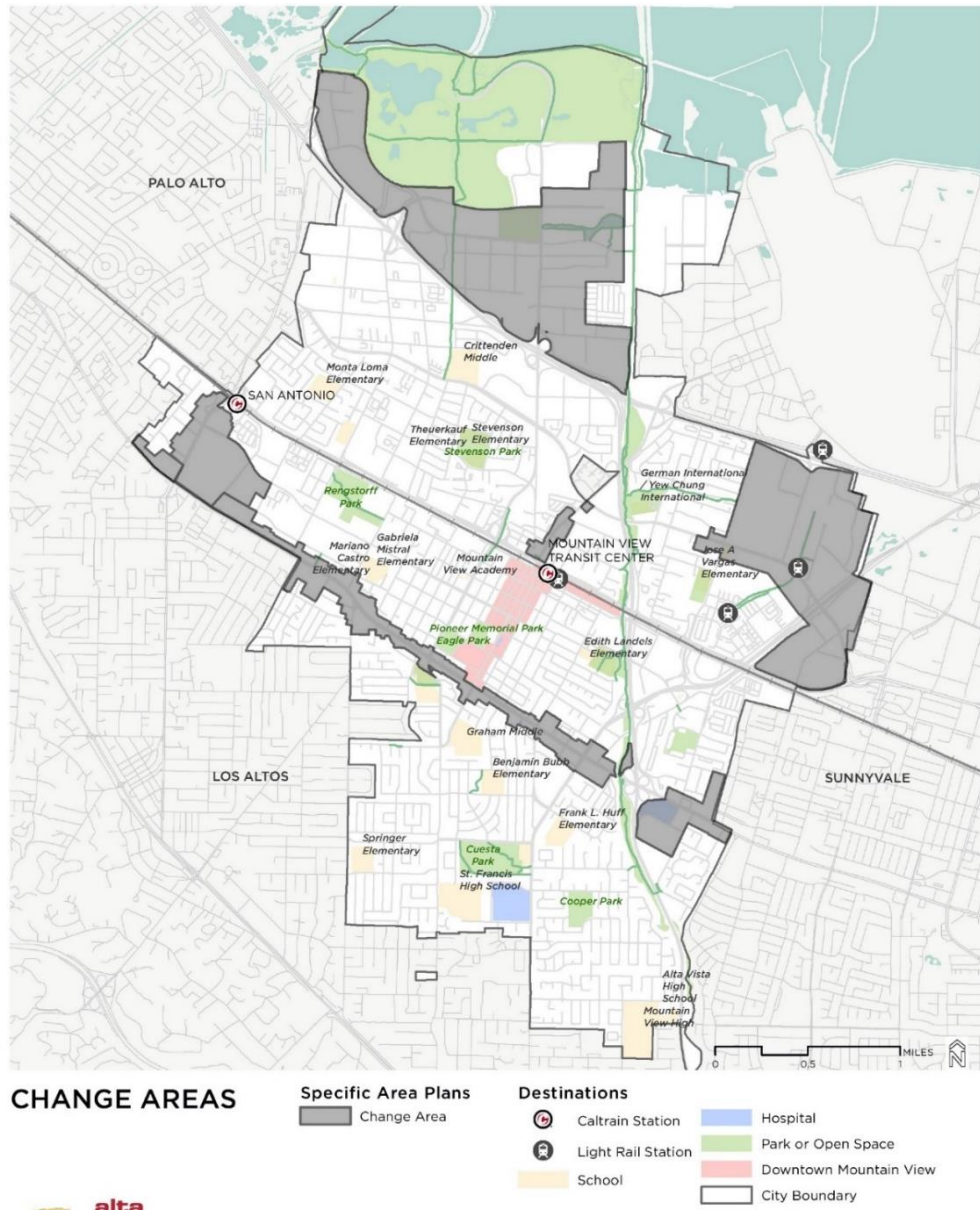 PALO ALTO
Crittenden
Middle
Monta Loma
Elementary
SAN ANTONIO
Theuerkauf
Elementary
Stevenson
Elementary
Stevenson Park
German International
/ Yew Chung
International
Rengstorff
Park
Gabriela
Mistral
Elementary
Mariano
Castro
Elementary
Mountain
View Academy
MOUNTAIN VIEW
TRANSIT CENTER
Jose A
Vargas
Elementary
Pioneer Memorial Park
Eagle Park
Edith Landels
Elementary
Graham Middle
LOS ALTOS
Benjamin Bubb
Elementary
SUNNYVALE
Frank L. Huff
Elementary
Springer
Elementary
Cuesta
Park
St. Francis
High School
Cooper Park
Alta Vista
High
School
Mountain
View High
0
0.5
1
MILES
N
CHANGE AREAS
Specific Area Plans
Change Area
Destinations
Caltrain Station
Light Rail Station
School
Hospital
Park or Open Space
Downtown Mountain View
City Boundary
alta